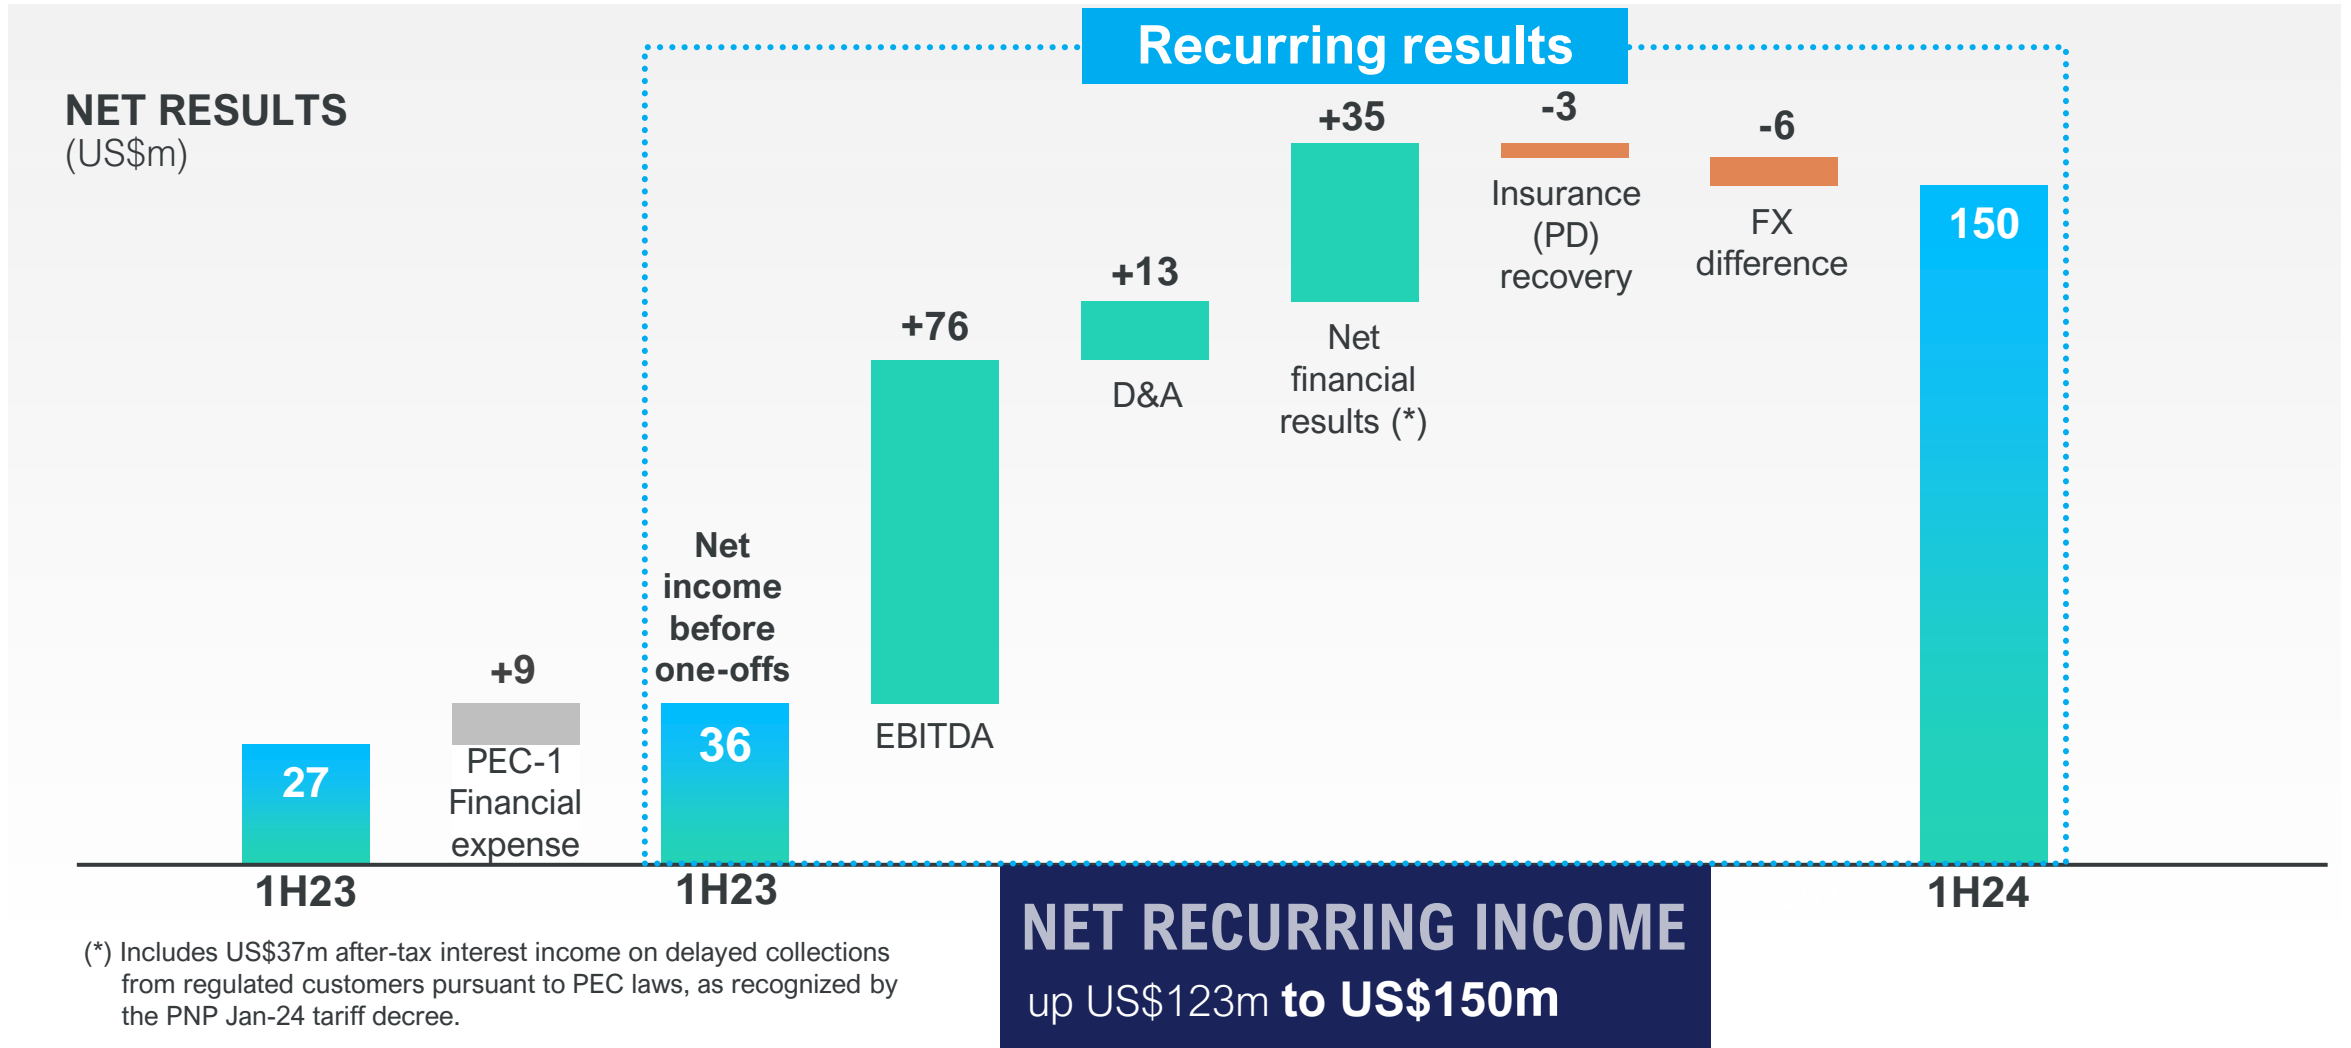 Recurring results
NET RESULTS
(US$m)
27
1H23
+9
PEC-1
Financial
expense
Net
income
before
one-offs
36
1H23
+76
EBITDA
+13
D&A
+35
Net
financial
results (*)
-3
Insurance
(PD)
recovery
-6
FX
difference
150
1H24
(*) Includes US$37m after-tax interest income on delayed collections
from regulated customers pursuant to PEC laws, as recognized by
the PNP Jan-24 tariff decree.
NET RECURRING INCOME
up US$123m to US$150m